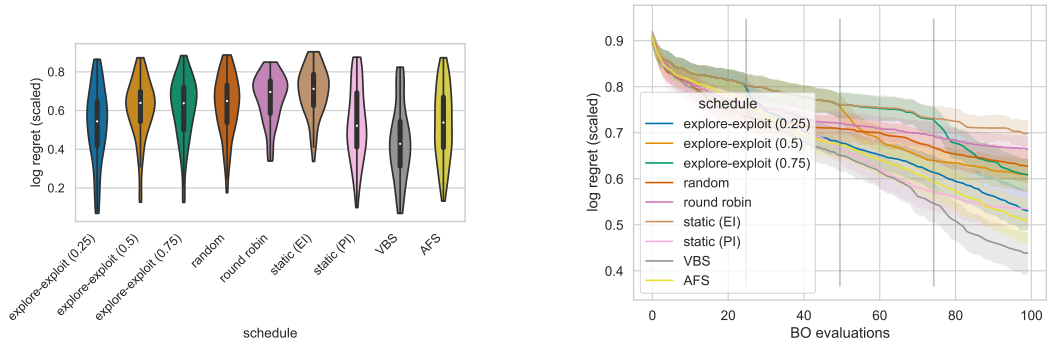 log regret (scaled)
0.8
0.6
0.4
0.2
explore-exploit (0.25)
explore-exploit (0.5)
explore-exploit (0.75)
random
round robin
static (EI)
static (PI)
VBS
AFS
schedule
log regret (scaled)
0.9
0.8
0.7
0.6
0.5
0.4
schedule
explore-exploit (0.25)
explore-exploit (0.5)
explore-exploit (0.75)
random
round robin
static (EI)
static (PI)
VBS
AFS
0 20 40 60 80 100
BO evaluations